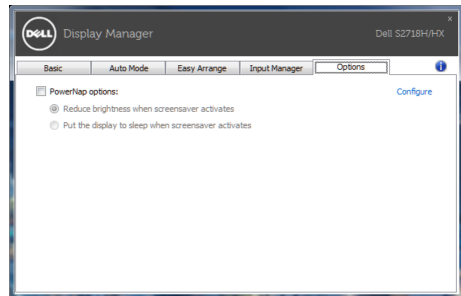 DELL Display Manager
Dell S2718H/HX
x
Basic Auto Mode Easy Arrange Input Manager Options i
PowerNap options: Configure
Reduce brightness when screensaver activates
Put the display to sleep when screensaver activates